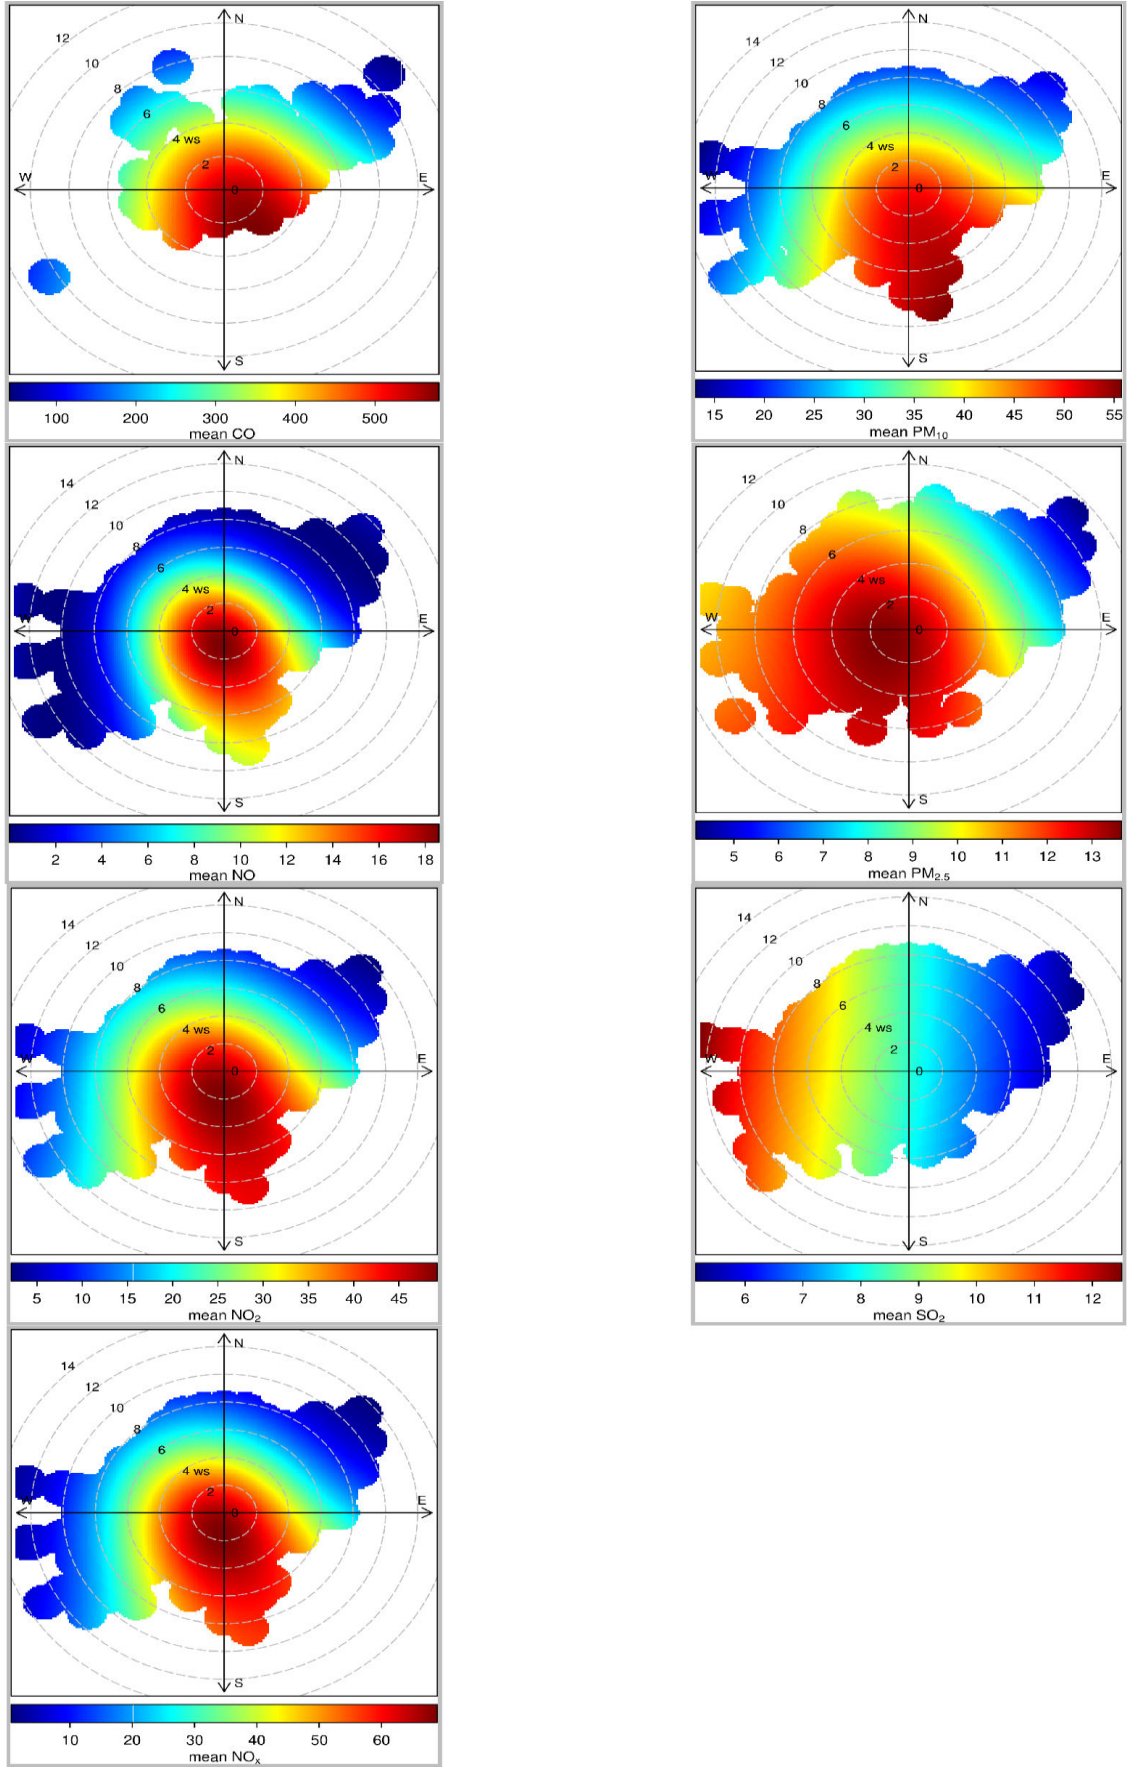 N
12
10
8
6
4 ws
2
W
0
E
S
100 200 300 400 500
mean CO
N
14
12
10
8
6
4 ws
2
W
0
E
S
15 20 25 30 35 40 45 50 55
mean PM₁₀
N
14
12
10
8
6
4 ws
2
W
0
E
S
2 4 6 8 10 12 14 16 18
mean NO
N
12
10
8
6
4 ws
2
W
0
E
S
5 6 7 8 9 10 11 12 13
mean PM₂.₅
N
14
12
10
8
6
4 ws
2
W
0
E
S
5 10 15 20 25 30 35 40 45
mean NO₂
N
14
12
10
8
6
4 ws
2
W
0
E
S
6 7 8 9 10 11 12
mean SO₂
N
14
12
10
8
6
4 ws
2
W
0
E
S
10 20 30 40 50 60
mean NOₓ